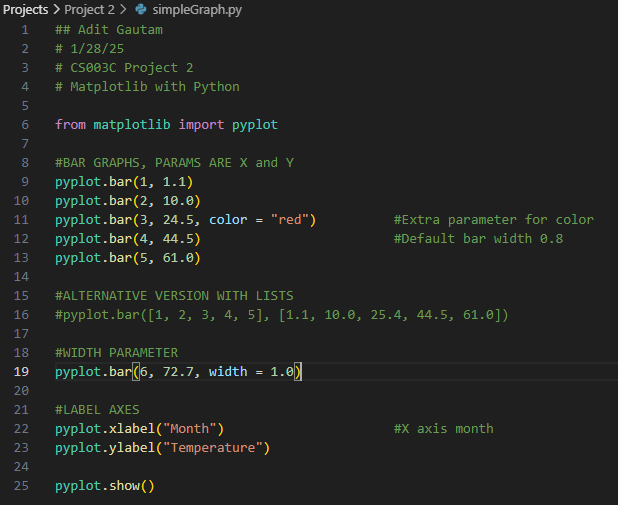 Projects > Project 2 > simpleGraph.py
1 ## Adit Gautam
2 # 1/28/25
3 # CS003C Project 2
4 # Matplotlib with Python
5
6 from matplotlib import pyplot
7
8 #BAR GRAPHS, PARAMS ARE X and Y
9 pyplot.bar(1, 1.1)
10 pyplot.bar(2, 10.0)
11 pyplot.bar(3, 24.5, color = "red") #Extra parameter for color
12 pyplot.bar(4, 44.5) #Default bar width 0.8
13 pyplot.bar(5, 61.0)
14
15 #ALTERNATIVE VERSION WITH LISTS
16 #pyplot.bar([1, 2, 3, 4, 5], [1.1, 10.0, 25.4, 44.5, 61.0])
17
18 #WIDTH PARAMETER
19 pyplot.bar(6, 72.7, width = 1.0)
20
21 #LABEL AXES
22 pyplot.xlabel("Month") #X axis month
23 pyplot.ylabel("Temperature")
24
25 pyplot.show()